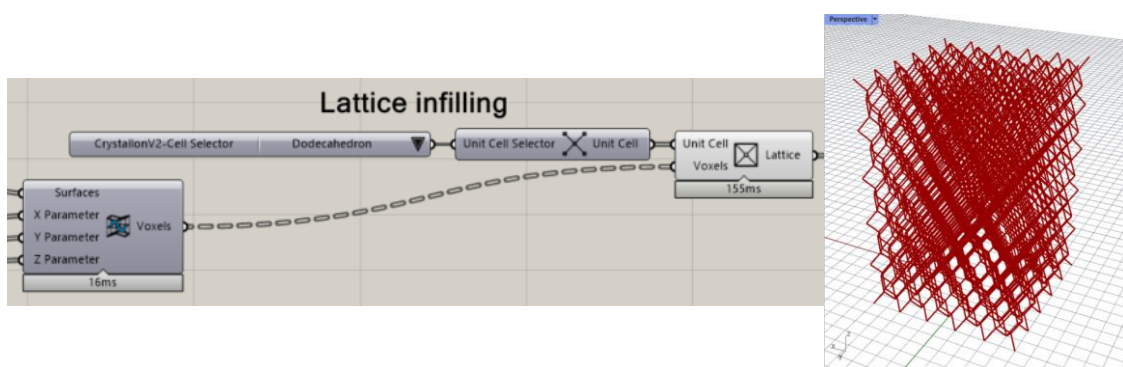 Lattice infilling
CrystallonV2-Cell Selector Dodecahedron
Unit Cell Selector Unit Cell
Unit Cell
Voxels
Lattice
155ms
Surfaces
X Parameter
Y Parameter
Z Parameter
Voxels
16ms
Perspective
z
x
y